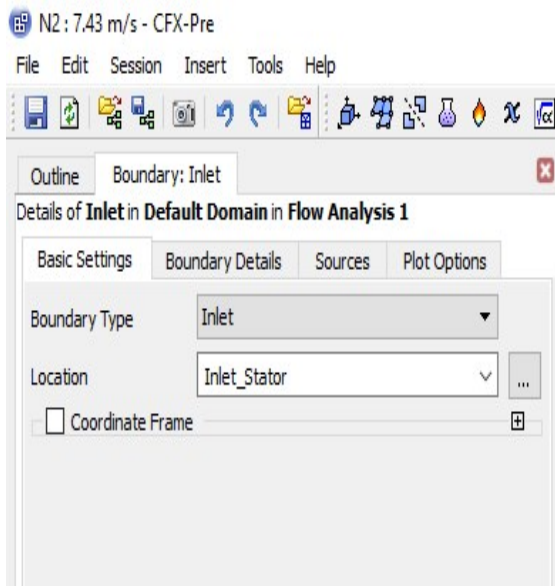 N2 : 7.43 m/s - CFX-Pre
File Edit Session Insert Tools Help
Outline Boundary: Inlet
Details of Inlet in Default Domain in Flow Analysis 1
Basic Settings Boundary Details Sources Plot Options
Boundary Type Inlet
Location Inlet_Stator ...
Coordinate Frame